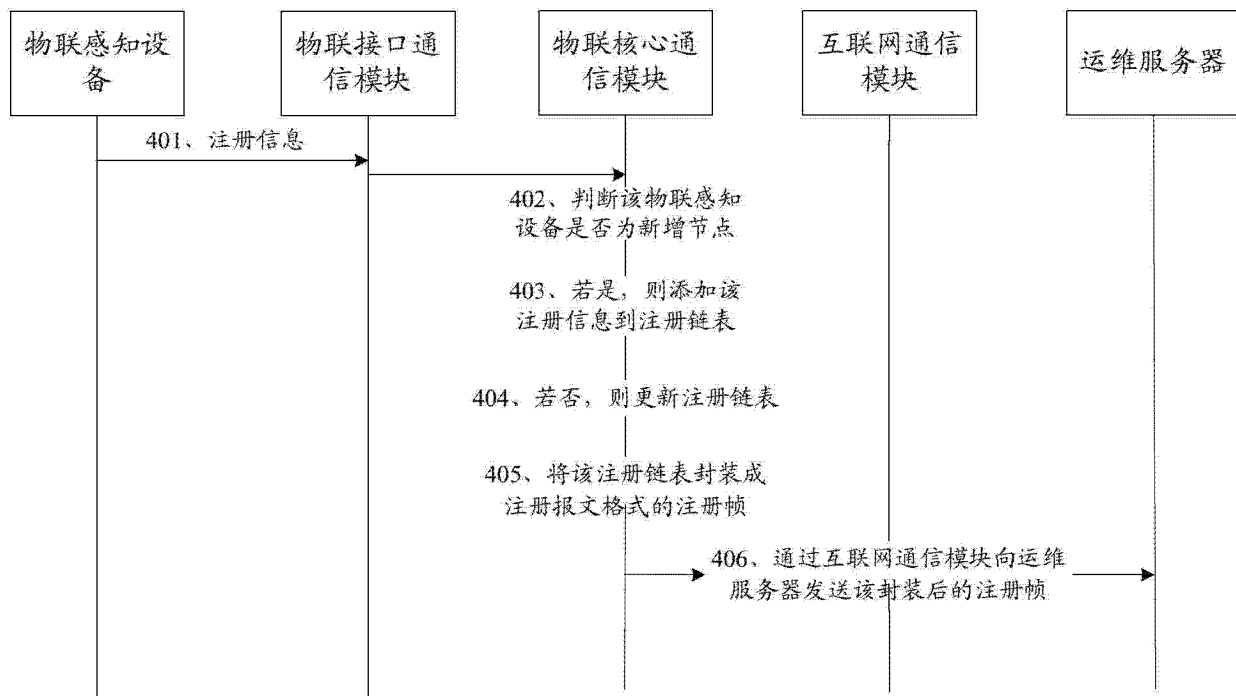 物联感知设
备
物联接口通
信模块
物联核心通
信模块
互联网通信
模块
运维服务器
401、注册信息
402、判断该物联感知
设备是否为新增节点
403、若是，则添加该
注册信息到注册链表
404、若否，则更新注册链表
405、将该注册链表封装成
注册报文格式的注册帧
406、通过互联网通信模块向运维
服务器发送该封装后的注册帧